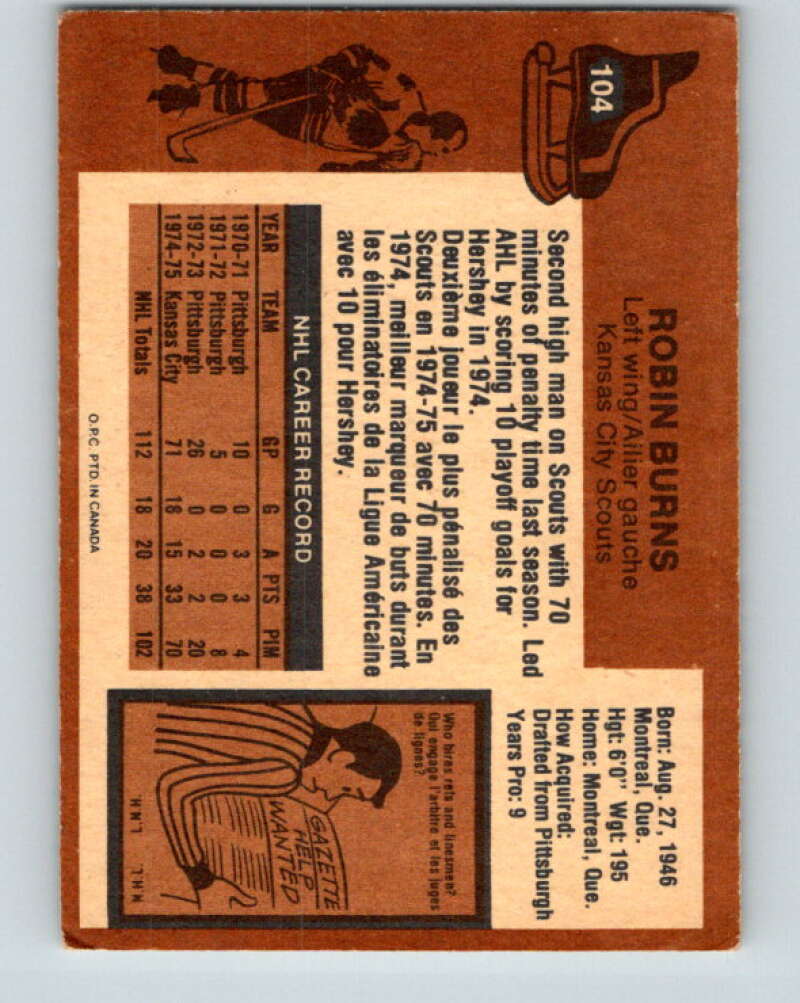 104
ROBIN BURNS
Left wing/Ailier gauche
Kansas City Scouts
Born: Aug. 27, 1946
Montreal, Que.
Hgt: 6'0" Wgt: 195
Home: Montreal, Que.
How Acquired:
Drafted from Pittsburgh
Years Pro: 9
Second high man on Scouts with 70
minutes of penalty time last season. Led
AHL by scoring 10 playoff goals for
Hershey in 1974.
Deuxième joueur le plus pénalisé des
Scouts en 1974-75 avec 70 minutes. En
1974, meilleur marqueur de buts durant
les éliminatoires de la Ligue Américaine
avec 10 pour Hershey.
NHL CAREER RECORD
YEAR TEAM GP G A PTS PIM
1970-71 Pittsburgh 10 0 3 3 4
1971-72 Pittsburgh 5 0 0 0 8
1972-73 Pittsburgh 26 0 2 2 20
1974-75 Kansas City 71 18 15 33 70
NHL Totals 112 18 20 38 102
Who hires refs and linesmen?
Qui engage l'arbitre et les juges
de lignes?
GAZETTE
HELP
WANTED
N.H.L. L.N.H.
O.P.C. PTD. IN CANADA